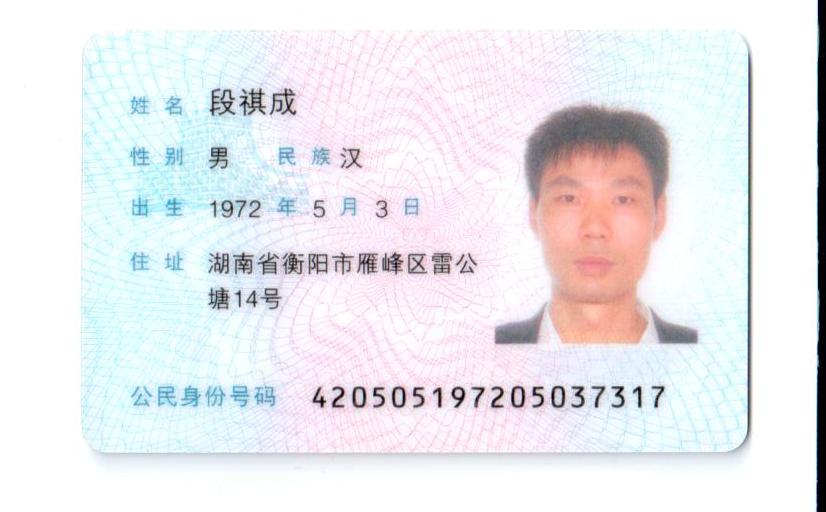 姓名 段祺成
性别 男 民族 汉
出生 1972 年 5 月 3 日
住址 湖南省衡阳市雁峰区雷公
塘14号
公民身份号码 420505197205037317